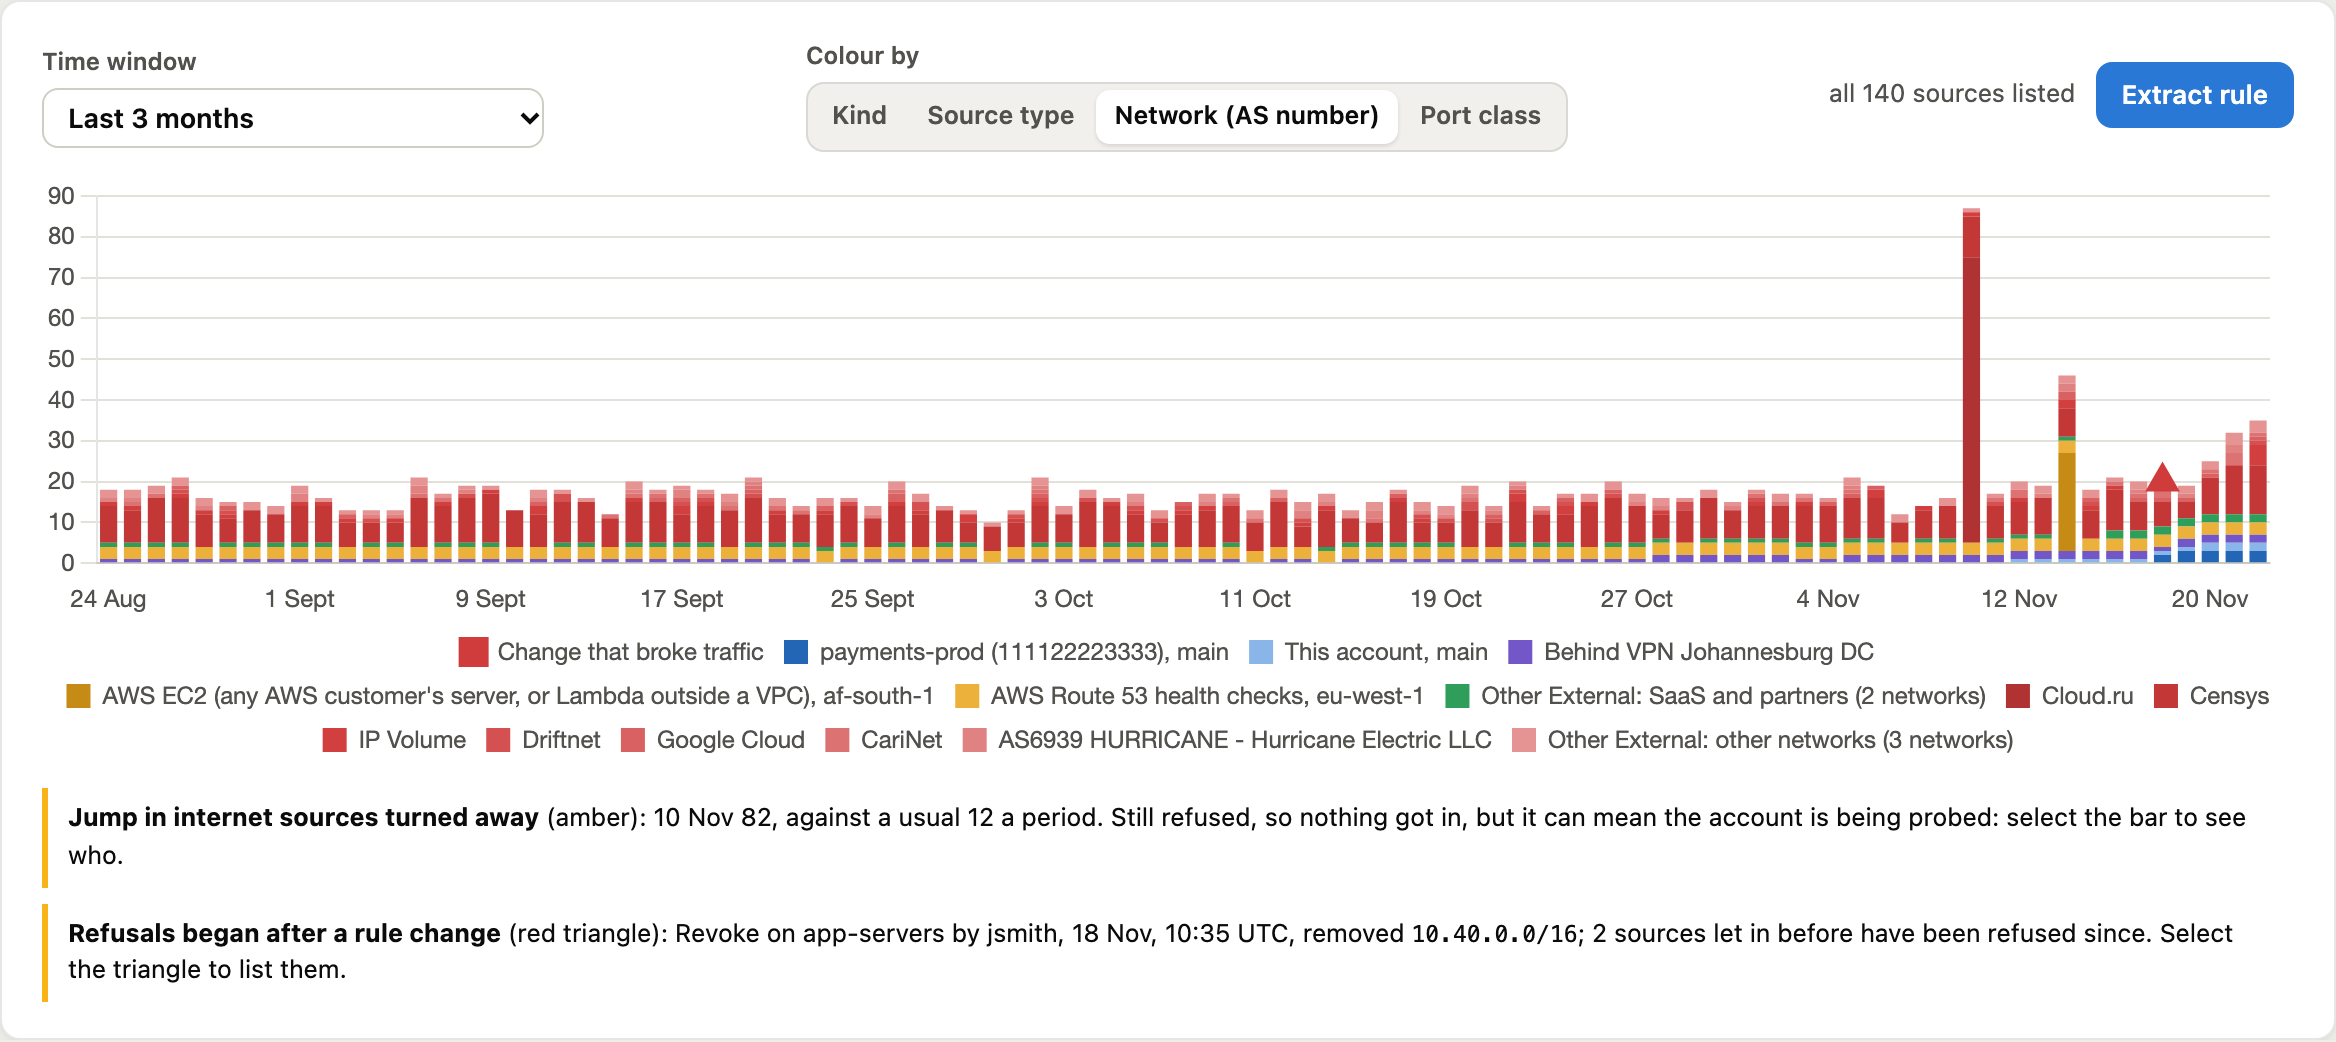 Time window
Last 3 months
Colour by
Kind Source type Network (AS number) Port class
all 140 sources listed
Extract rule
90
80
70
60
50
40
30
20
10
0
24 Aug 1 Sept 9 Sept 17 Sept 25 Sept 3 Oct 11 Oct 19 Oct 27 Oct 4 Nov 12 Nov 20 Nov
Change that broke traffic payments-prod (111122223333), main This account, main Behind VPN Johannesburg DC
AWS EC2 (any AWS customer's server, or Lambda outside a VPC), af-south-1 AWS Route 53 health checks, eu-west-1 Other External: SaaS and partners (2 networks) Cloud.ru Censys
IP Volume Driftnet Google Cloud CariNet AS6939 HURRICANE - Hurricane Electric LLC Other External: other networks (3 networks)
Jump in internet sources turned away (amber): 10 Nov 82, against a usual 12 a period. Still refused, so nothing got in, but it can mean the account is being probed: select the bar to see
who.
Refusals began after a rule change (red triangle): Revoke on app-servers by jsmith, 18 Nov, 10:35 UTC, removed 10.40.0.0/16; 2 sources let in before have been refused since. Select
the triangle to list them.